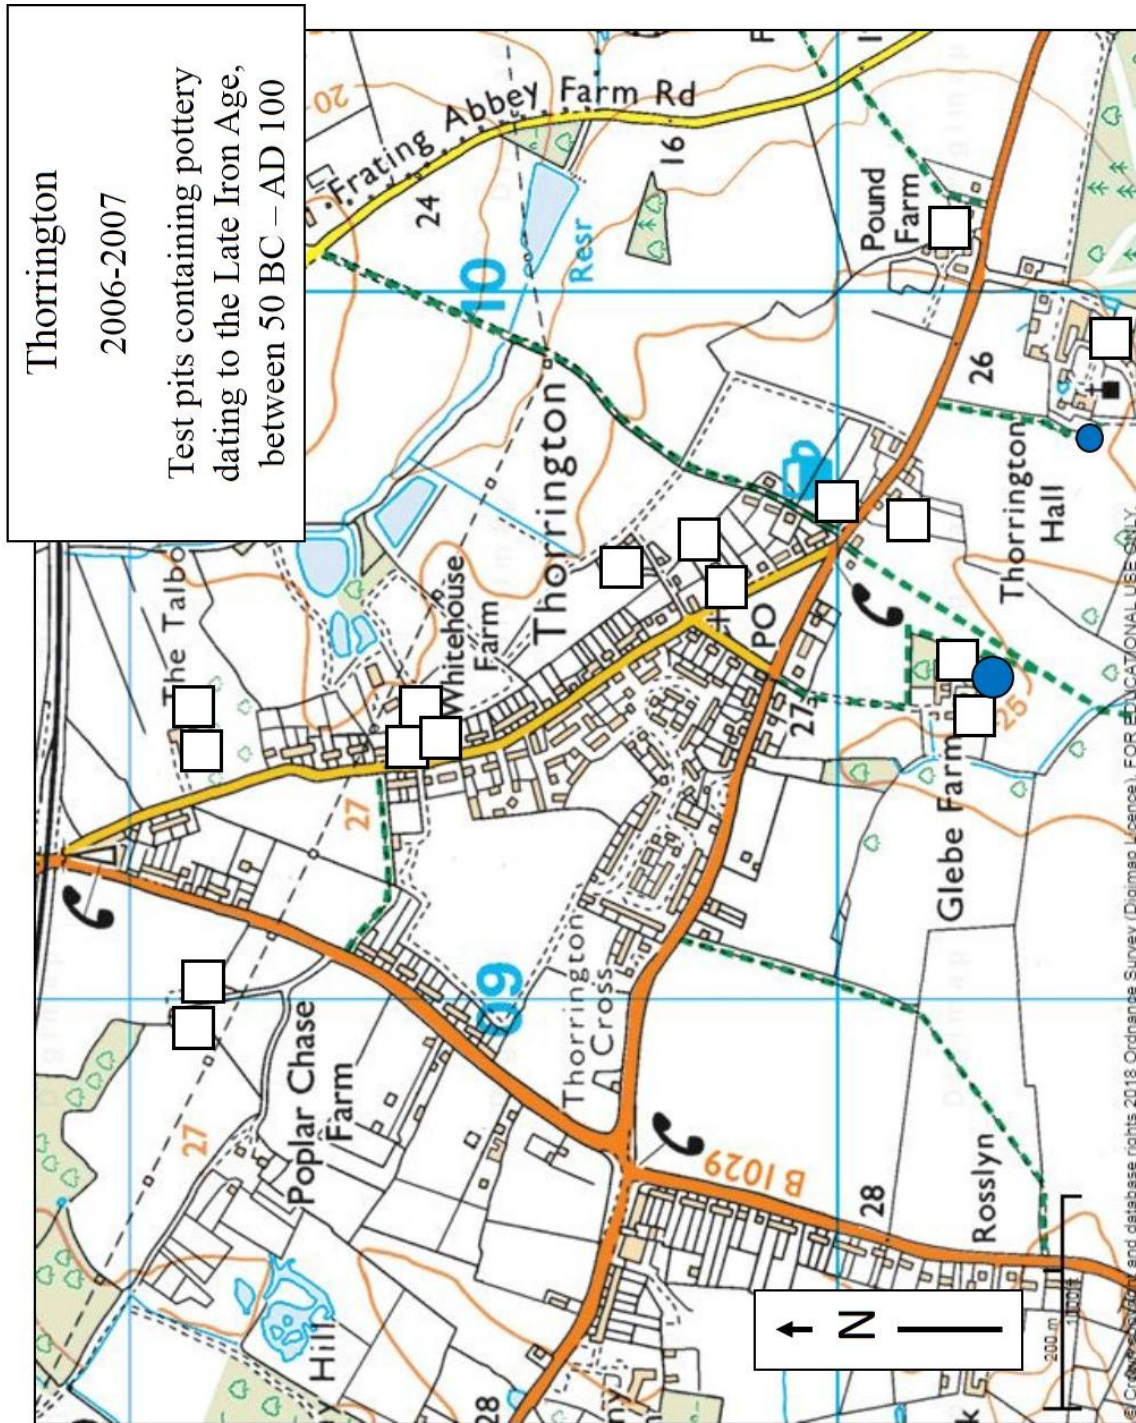 Thorrington
2006-2007
Test pits containing pottery
dating to the Late Iron Age,
between 50 BC – AD 100
20
Frating Abbey Farm Rd
24
16
10
Resr
Pound
Farm
The Talbo
Whitehouse
Farm
Thorrington
26
Thorrington
Hall
PO
27
27
25
Glebe Farm
09
Thorrington
Cross
Poplar Chase
Farm
27
B 1029
28
Rosslyn
Hill
28
N
200 m
1000ft
© Crown copyright and database rights 2018 Ordnance Survey (Digimap Licence). FOR EDUCATIONAL USE ONLY.